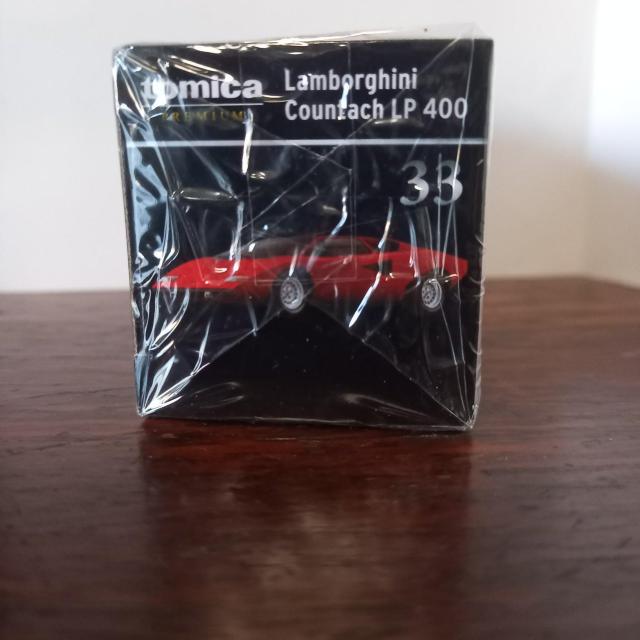 tomica
PREMIUM
Lamborghini
Countach LP 400
33